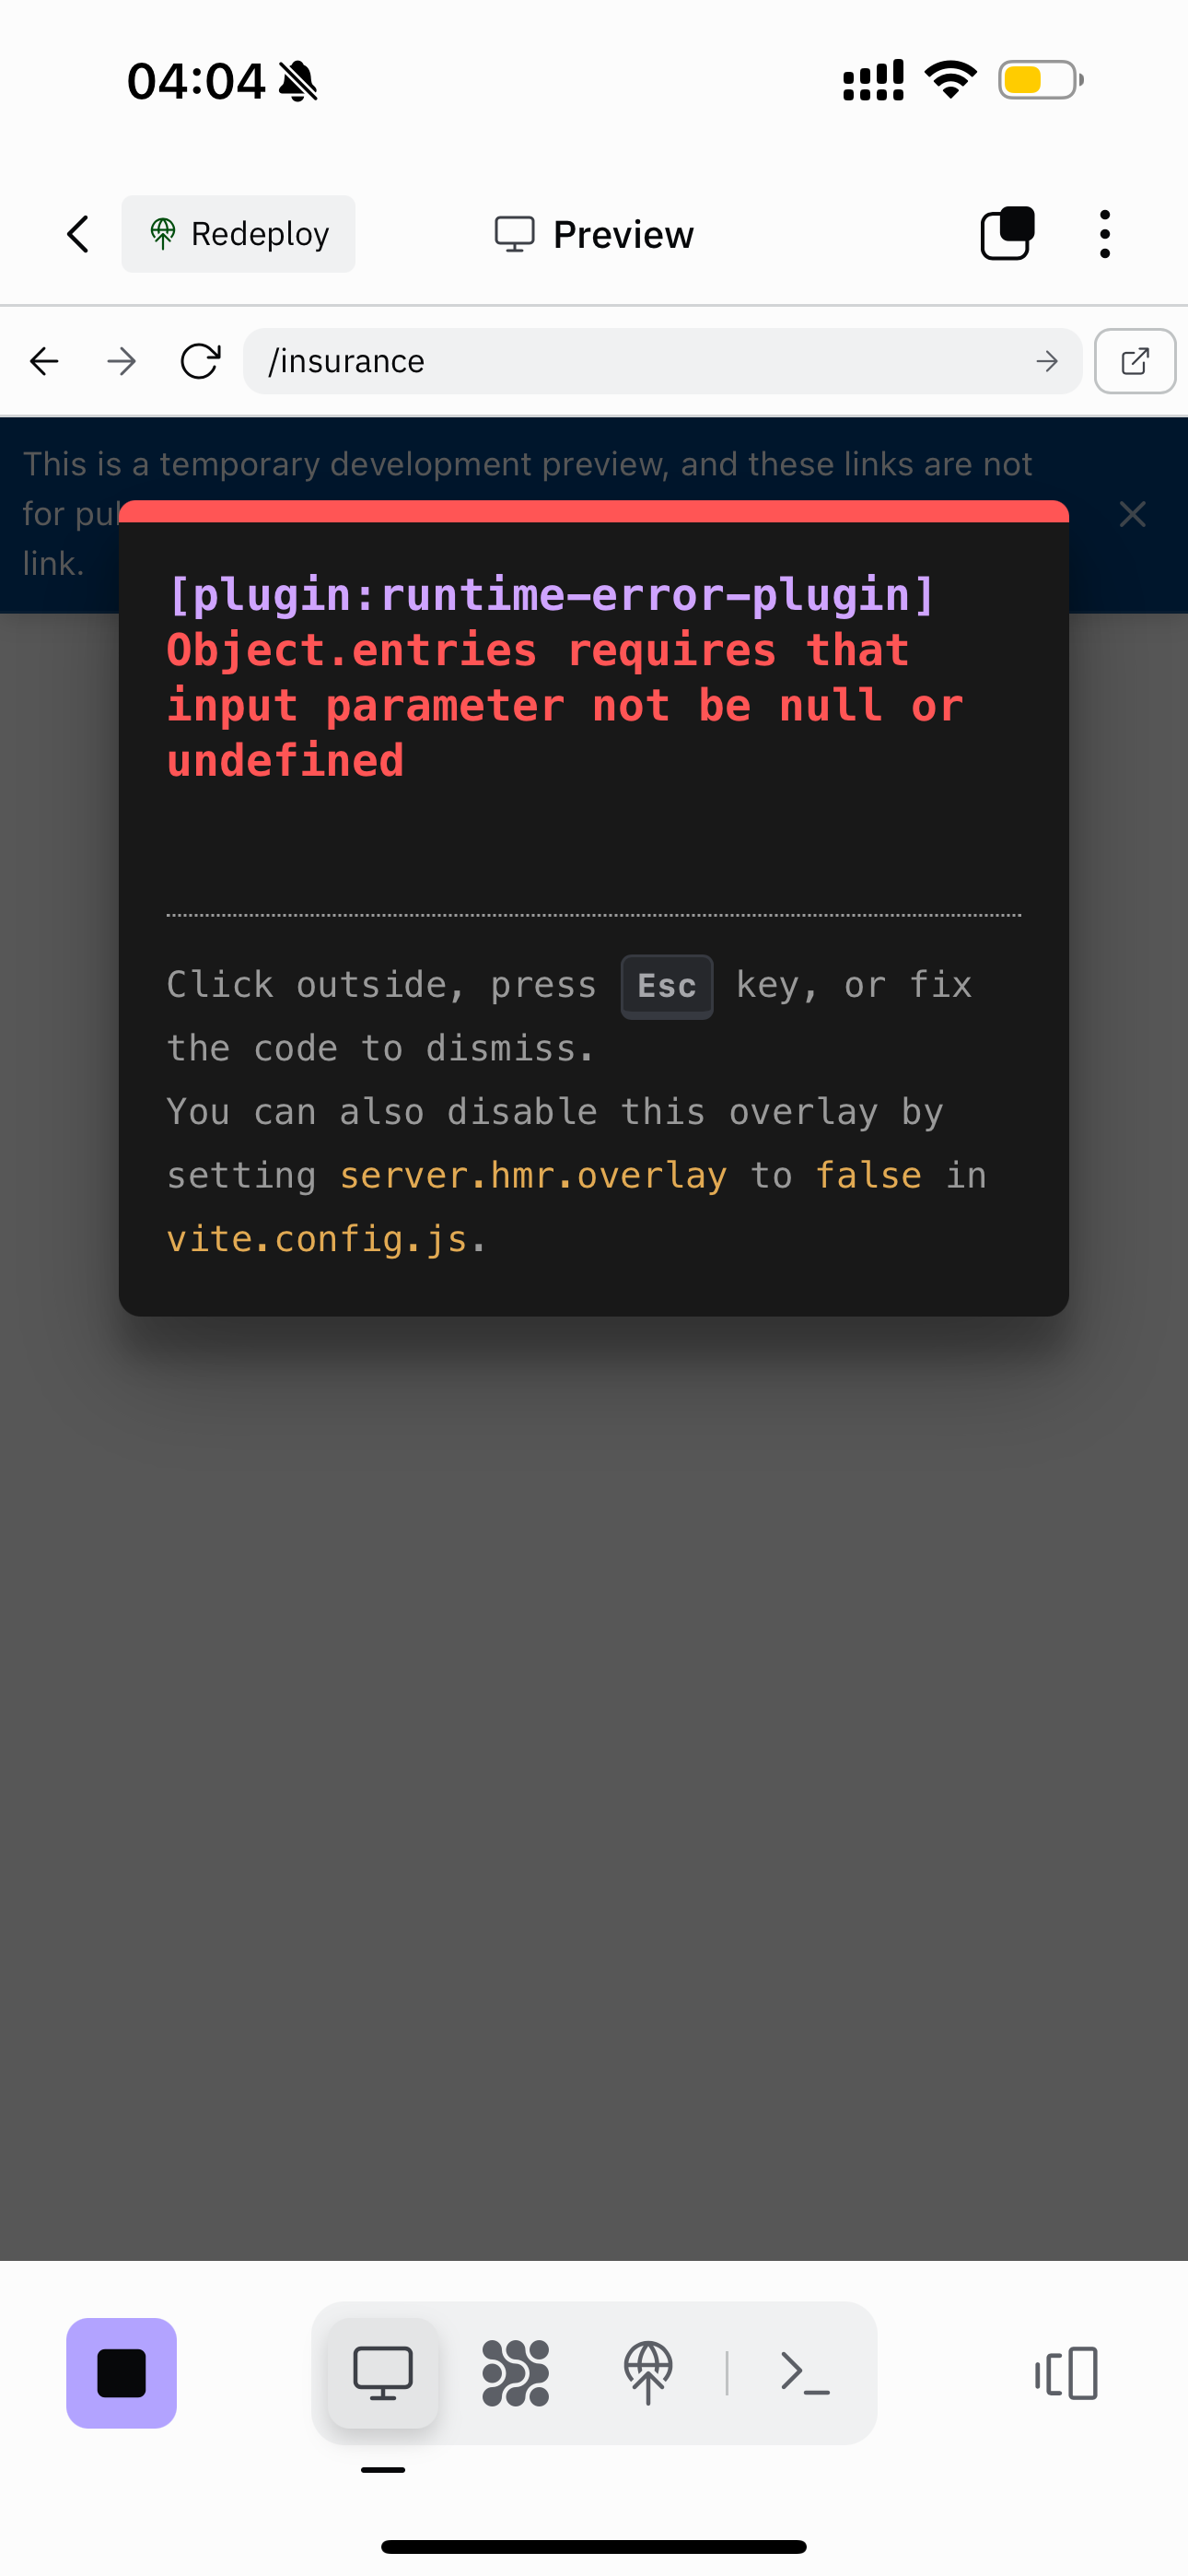 04:04
Redeploy
Preview
/insurance
This is a temporary development preview, and these links are not
for pu
link.
[plugin:runtime-error-plugin]
Object.entries requires that
input parameter not be null or
undefined
Click outside, press Esc key, or fix
the code to dismiss.
You can also disable this overlay by
setting server.hmr.overlay to false in
vite.config.js.